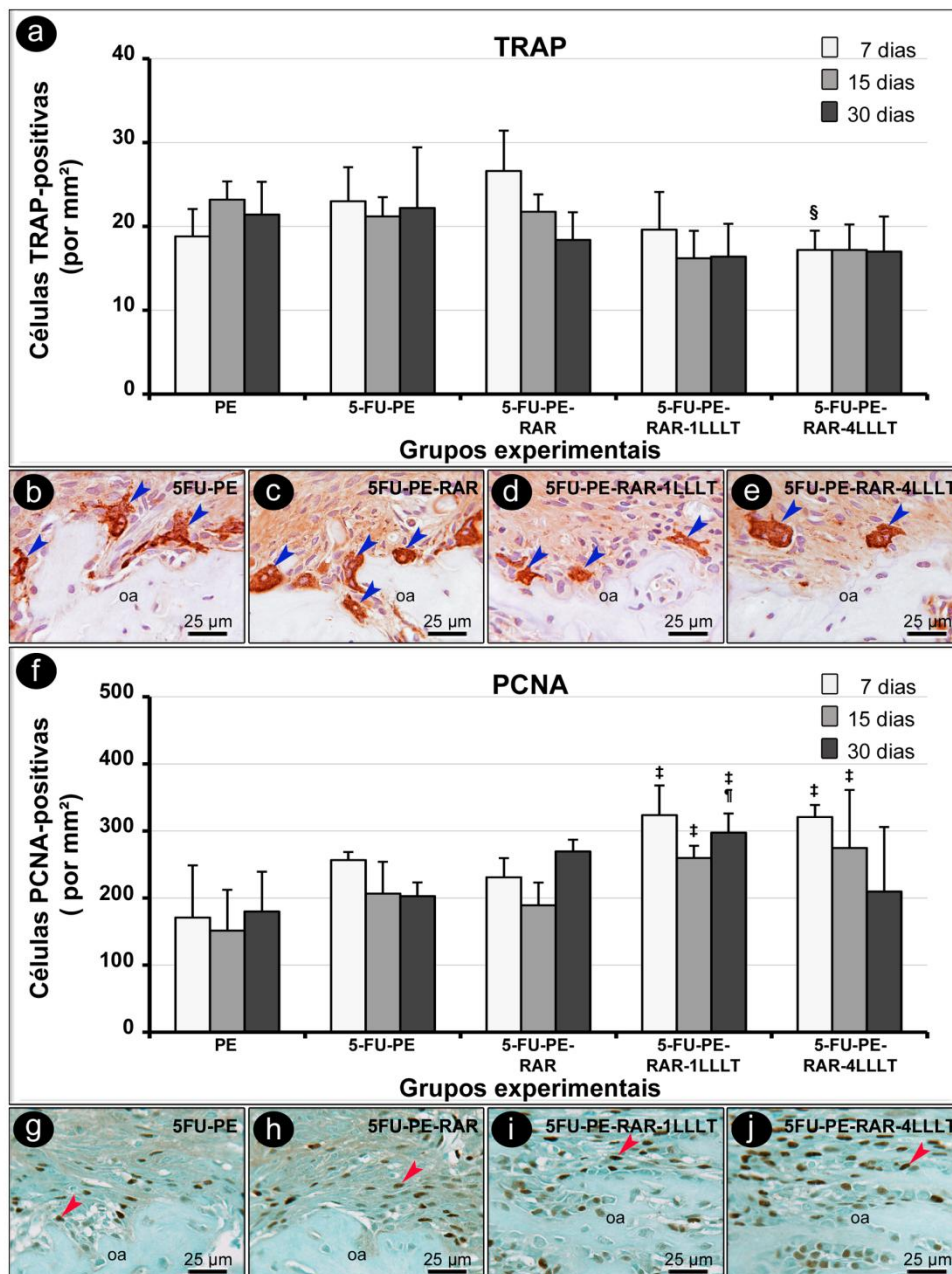 a
TRAP
7 dias
15 dias
30 dias
Células TRAP-positivas
(por mm²)
40
30
20
10
0
PE
5-FU-PE
5-FU-PE-
RAR
5-FU-PE-
RAR-1LLLT
5-FU-PE-
RAR-4LLLT
§
Grupos experimentais
b
5FU-PE
oa
25 µm
c
5FU-PE-RAR
oa
25 µm
d
5FU-PE-RAR-1LLLT
oa
25 µm
e
5FU-PE-RAR-4LLLT
oa
25 µm
f
PCNA
7 dias
15 dias
30 dias
Células PCNA-positivas
( por mm²)
500
400
300
200
100
0
‡
‡
‡
¶
‡
‡
PE
5-FU-PE
5-FU-PE-
RAR
5-FU-PE-
RAR-1LLLT
5-FU-PE-
RAR-4LLLT
Grupos experimentais
g
5FU-PE
oa
25 µm
h
5FU-PE-RAR
oa
25 µm
i
5FU-PE-RAR-1LLLT
oa
25 µm
j
5FU-PE-RAR-4LLLT
oa
25 µm